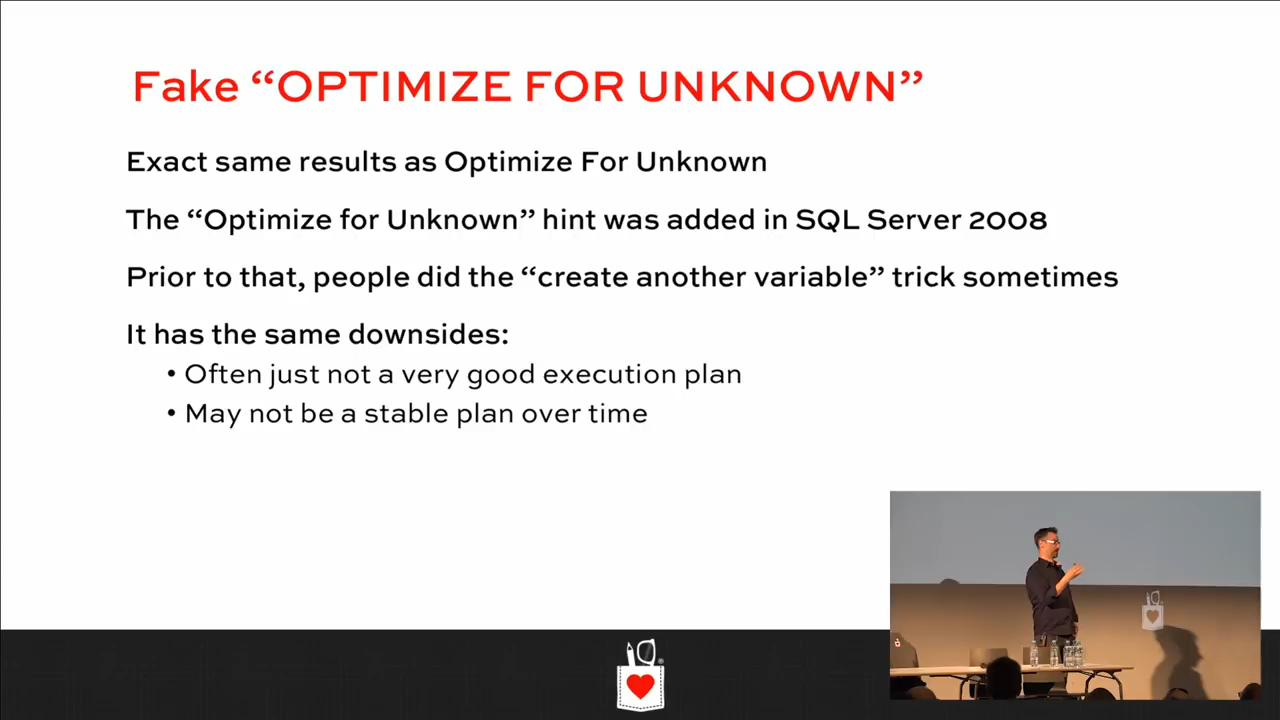 Fake “OPTIMIZE FOR UNKNOWN”
Exact same results as Optimize For Unknown
The “Optimize for Unknown” hint was added in SQL Server 2008
Prior to that, people did the “create another variable” trick sometimes
It has the same downsides:
• Often just not a very good execution plan
• May not be a stable plan over time